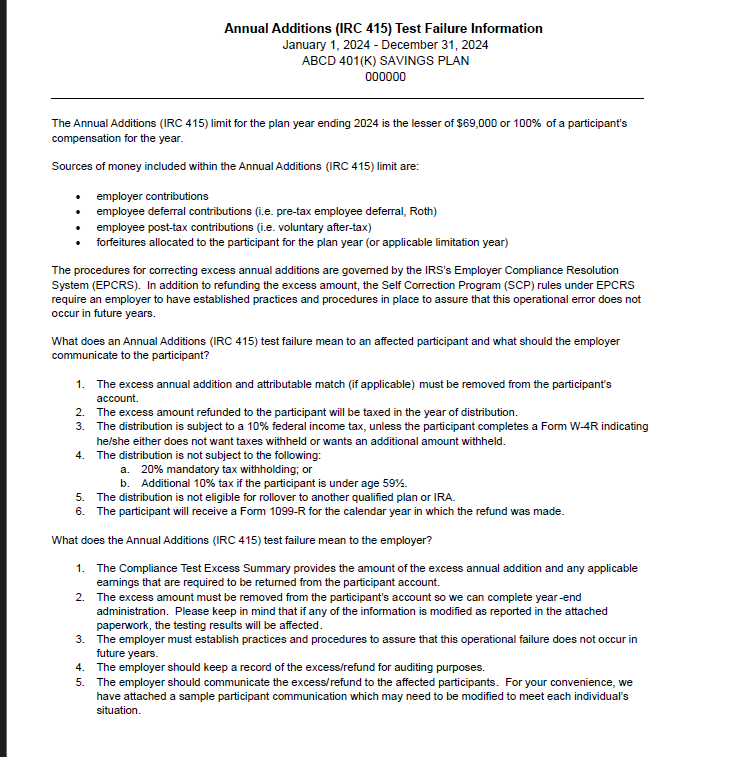 Annual Additions (IRC 415) Test Failure Information
January 1, 2024 - December 31, 2024
ABCD 401(K) SAVINGS PLAN
000000
The Annual Additions (IRC 415) limit for the plan year ending 2024 is the lesser of $69,000 or 100% of a participant's
compensation for the year.
Sources of money included within the Annual Additions (IRC 415) limit are:
• employer contributions
• employee deferral contributions (i.e. pre-tax employee deferral, Roth)
• employee post-tax contributions (i.e. voluntary after-tax)
• forfeitures allocated to the participant for the plan year (or applicable limitation year)
The procedures for correcting excess annual additions are governed by the IRS's Employer Compliance Resolution
System (EPCRS). In addition to refunding the excess amount, the Self Correction Program (SCP) rules under EPCRS
require an employer to have established practices and procedures in place to assure that this operational error does not
occur in future years.
What does an Annual Additions (IRC 415) test failure mean to an affected participant and what should the employer
communicate to the participant?
1. The excess annual addition and attributable match (if applicable) must be removed from the participant's
account.
2. The excess amount refunded to the participant will be taxed in the year of distribution.
3. The distribution is subject to a 10% federal income tax, unless the participant completes a Form W-4R indicating
he/she either does not want taxes withheld or wants an additional amount withheld.
4. The distribution is not subject to the following:
a. 20% mandatory tax withholding; or
b. Additional 10% tax if the participant is under age 59½.
5. The distribution is not eligible for rollover to another qualified plan or IRA.
6. The participant will receive a Form 1099-R for the calendar year in which the refund was made.
What does the Annual Additions (IRC 415) test failure mean to the employer?
1. The Compliance Test Excess Summary provides the amount of the excess annual addition and any applicable
earnings that are required to be returned from the participant account.
2. The excess amount must be removed from the participant's account so we can complete year-end
administration. Please keep in mind that if any of the information is modified as reported in the attached
paperwork, the testing results will be affected.
3. The employer must establish practices and procedures to assure that this operational failure does not occur in
future years.
4. The employer should keep a record of the excess/refund for auditing purposes.
5. The employer should communicate the excess/refund to the affected participants. For your convenience, we
have attached a sample participant communication which may need to be modified to meet each individual's
situation.